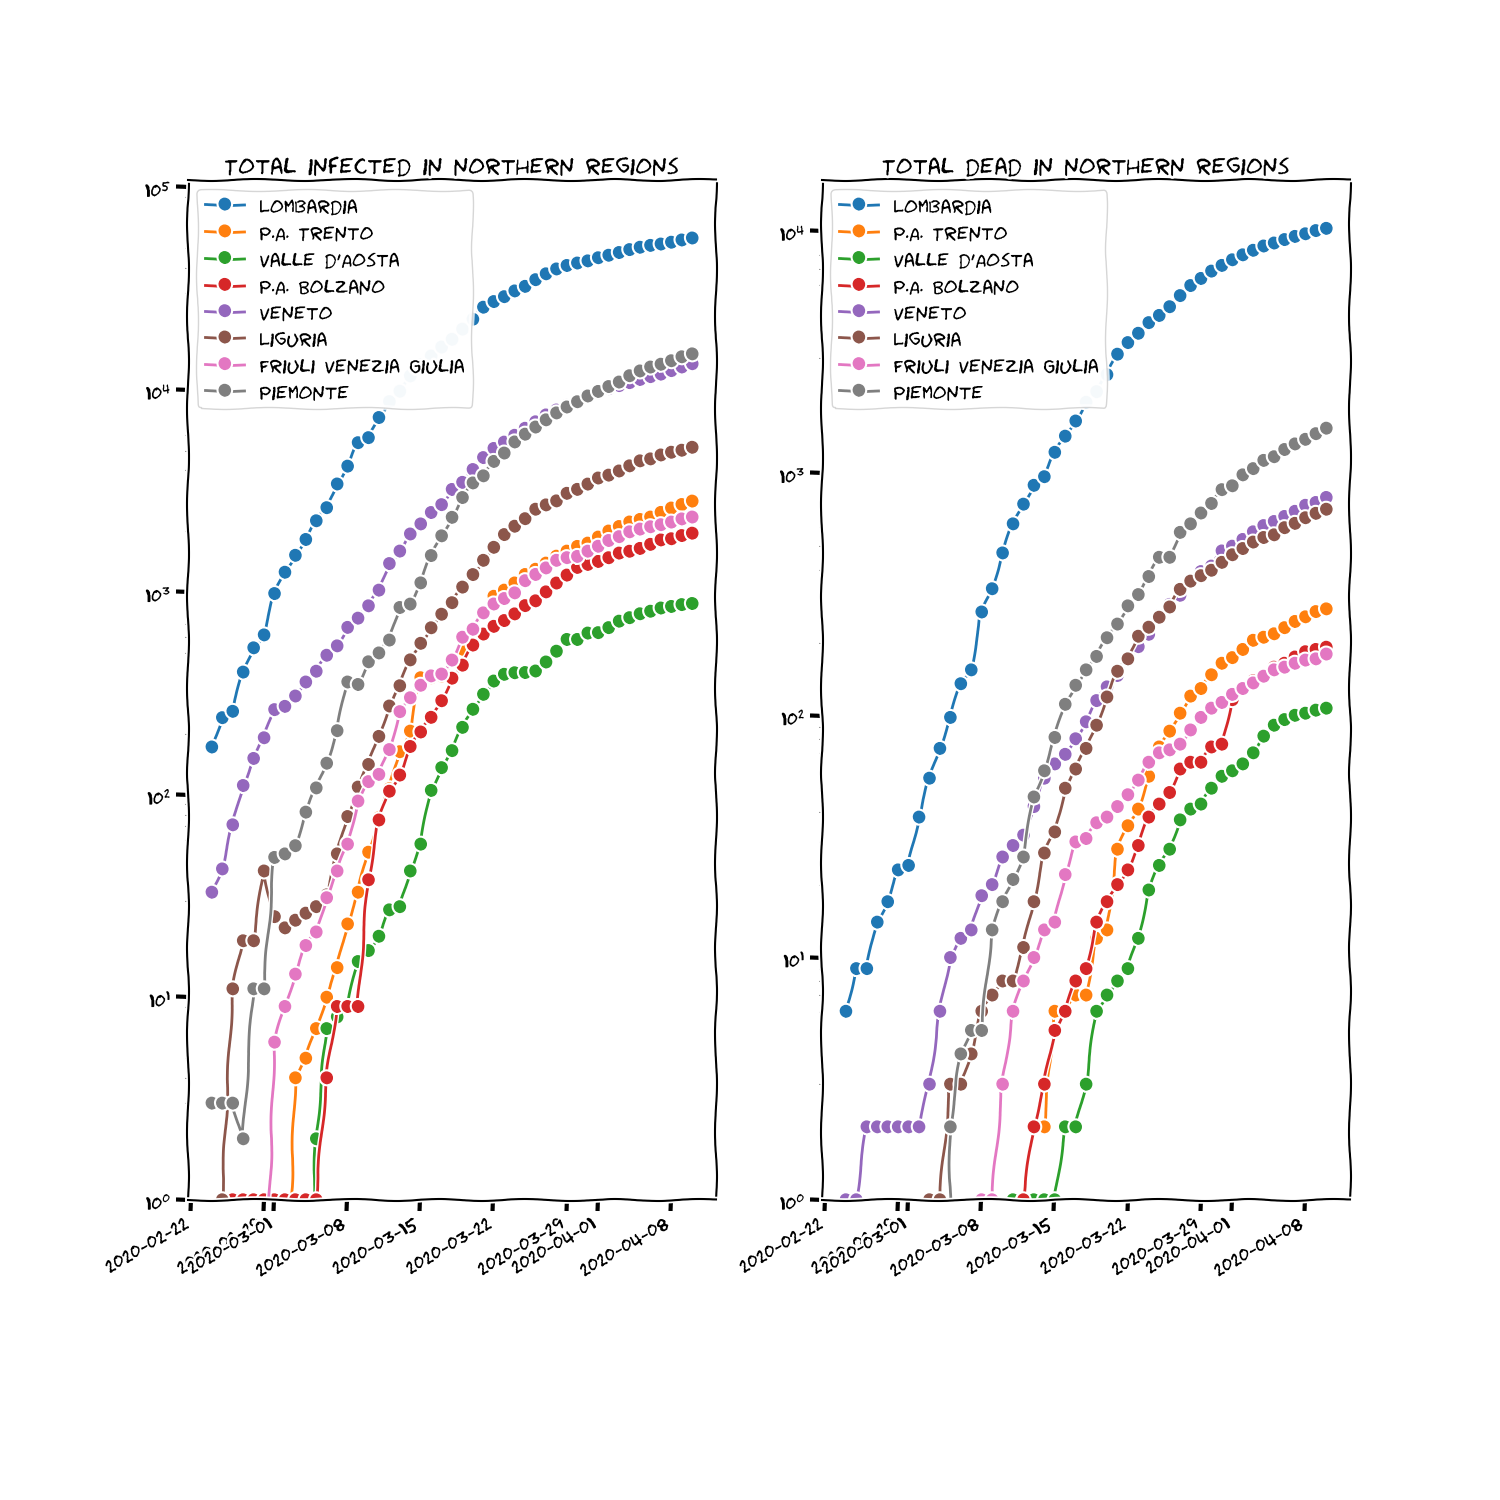 TOTAL INFECTED IN NORTHERN REGIONS
10⁵
10⁴
10³
10²
10¹
10⁰
LOMBARDIA
P.A. TRENTO
VALLE D'AOSTA
P.A. BOLZANO
VENETO
LIGURIA
FRIULI VENEZIA GIULIA
PIEMONTE
2020-02-22
2020-03-01
2020-03-08
2020-03-15
2020-03-22
2020-03-29
2020-04-01
2020-04-08
TOTAL DEAD IN NORTHERN REGIONS
10⁴
10³
10²
10¹
10⁰
LOMBARDIA
P.A. TRENTO
VALLE D'AOSTA
P.A. BOLZANO
VENETO
LIGURIA
FRIULI VENEZIA GIULIA
PIEMONTE
2020-02-22
2020-03-01
2020-03-08
2020-03-15
2020-03-22
2020-03-29
2020-04-01
2020-04-08